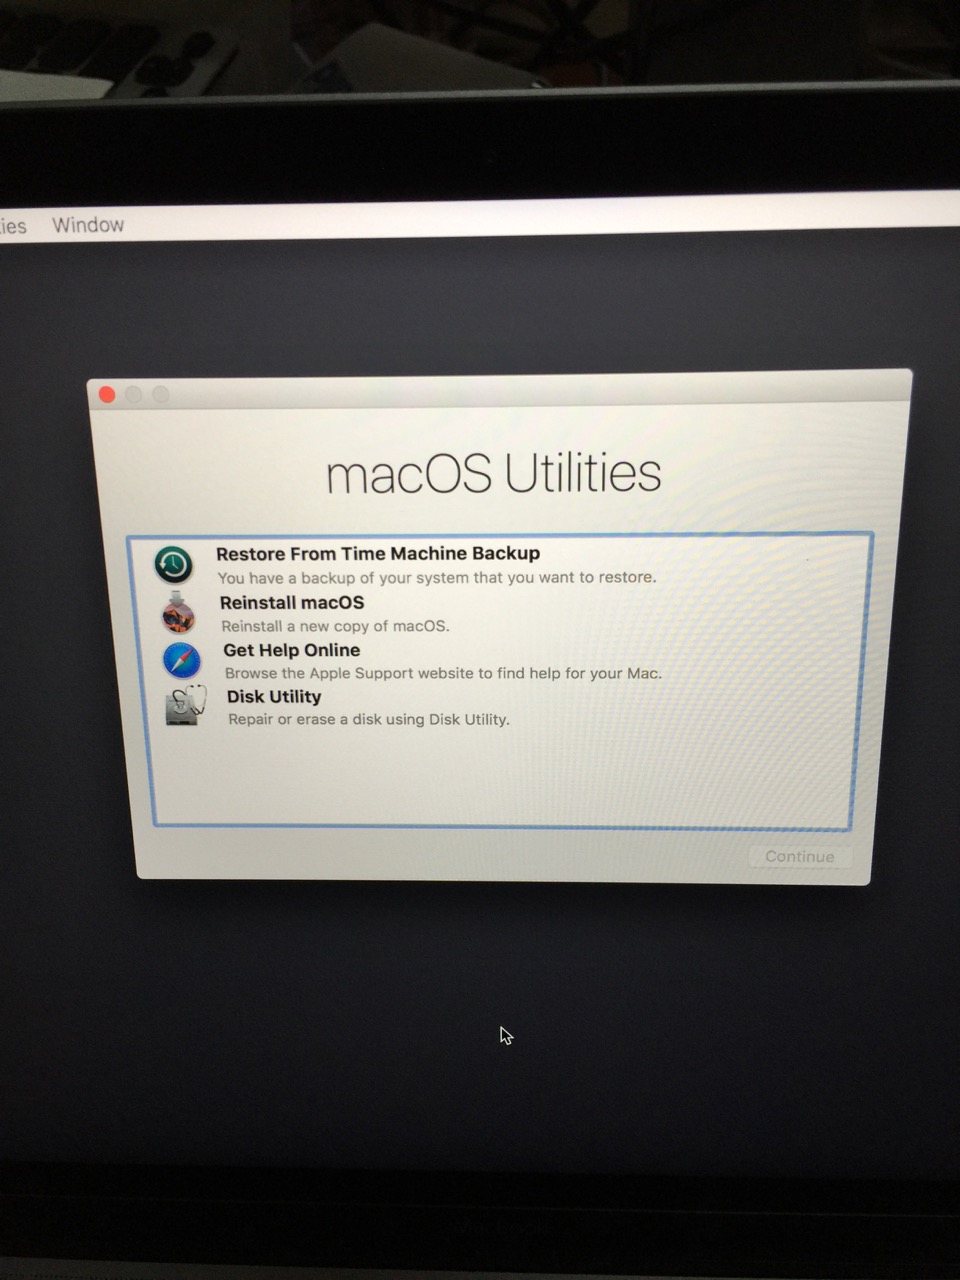 ies Window
macOS Utilities
Restore From Time Machine Backup
You have a backup of your system that you want to restore.
Reinstall macOS
Reinstall a new copy of macOS.
Get Help Online
Browse the Apple Support website to find help for your Mac.
Disk Utility
Repair or erase a disk using Disk Utility.
Continue